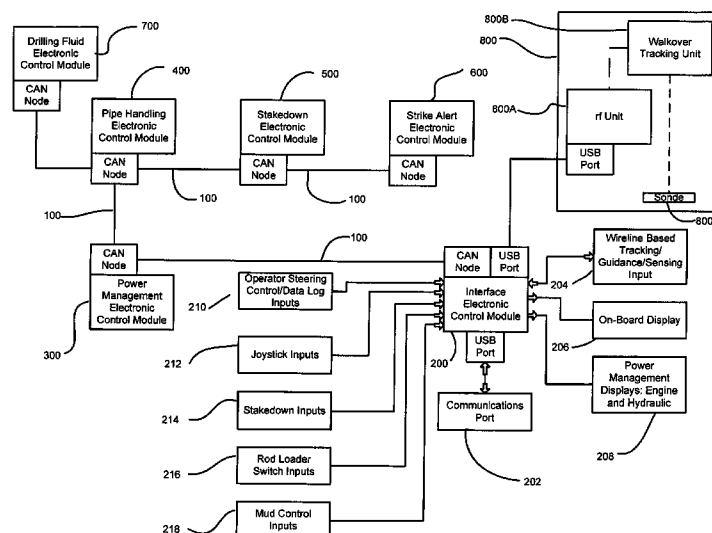 700
Drilling Fluid
Electronic
Control Module
CAN
Node
400
Pipe Handling
Electronic
Control Module
CAN
Node
500
Stakedown
Electronic
Control Module
CAN
Node
600
Strike Alert
Electronic
Control Module
CAN
Node
100
100
100
800B
800
Walkover
Tracking Unit
800A
rf Unit
USB
Port
Sonde
800
CAN
Node
Power
Management
Electronic
Control Module
300
100
CAN
Node
USB
Port
Interface
Electronic
Control Module
200
USB
Port
Communications
Port
202
Wireline Based
Tracking/
Guidance/Sensing
Input
204
On-Board Display
206
Power
Management
Displays: Engine
and Hydraulic
208
Operator Steering
Control/Data Log
Inputs
210
Joystick Inputs
212
Stakedown Inputs
214
Rod Loader
Switch Inputs
216
Mud Control
Inputs
218